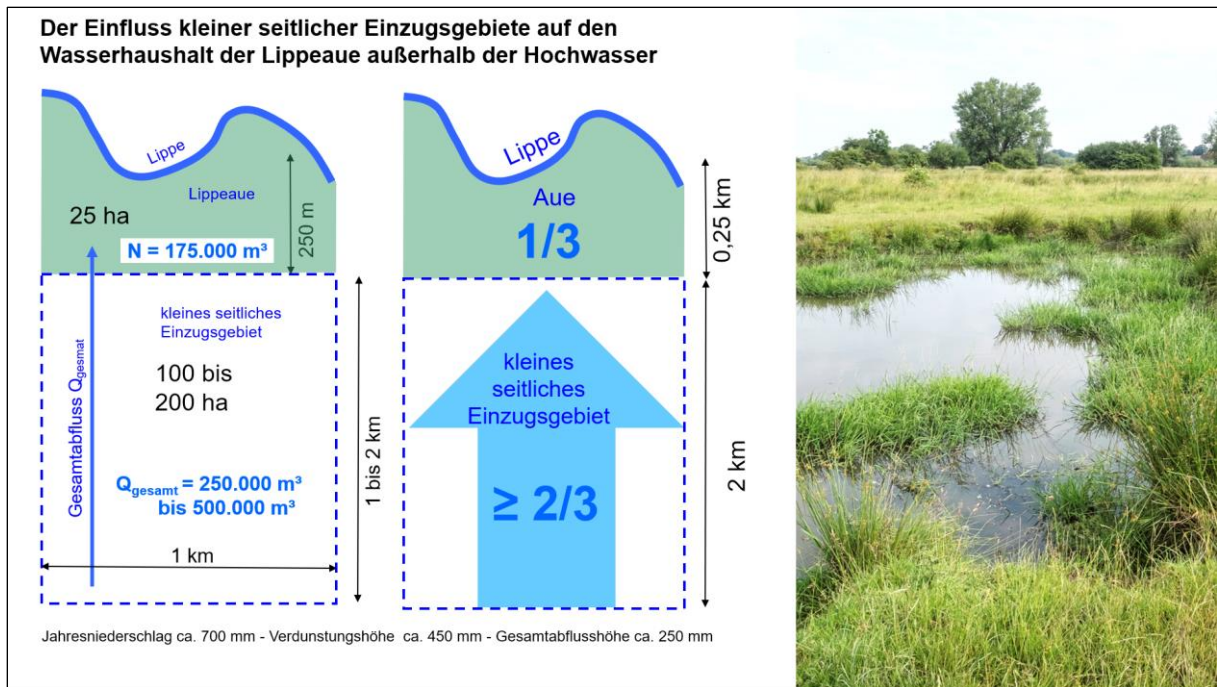 Der Einfluss kleiner seitlicher Einzugsgebiete auf den
Wasserhaushalt der Lippeaue außerhalb der Hochwasser
Lippe
Lippeaue
25 ha
250 m
N = 175.000 m³
kleines seitliches
Einzugsgebiet
100 bis
200 ha
Gesamtabfluss Qgesmat
Qgesamt = 250.000 m³
bis 500.000 m³
1 km
1 bis 2 km
Lippe
Aue
1/3
0,25 km
kleines
seitliches
Einzugsgebiet
≥ 2/3
2 km
Jahresniederschlag ca. 700 mm - Verdunstungshöhe ca. 450 mm - Gesamtabflusshöhe ca. 250 mm